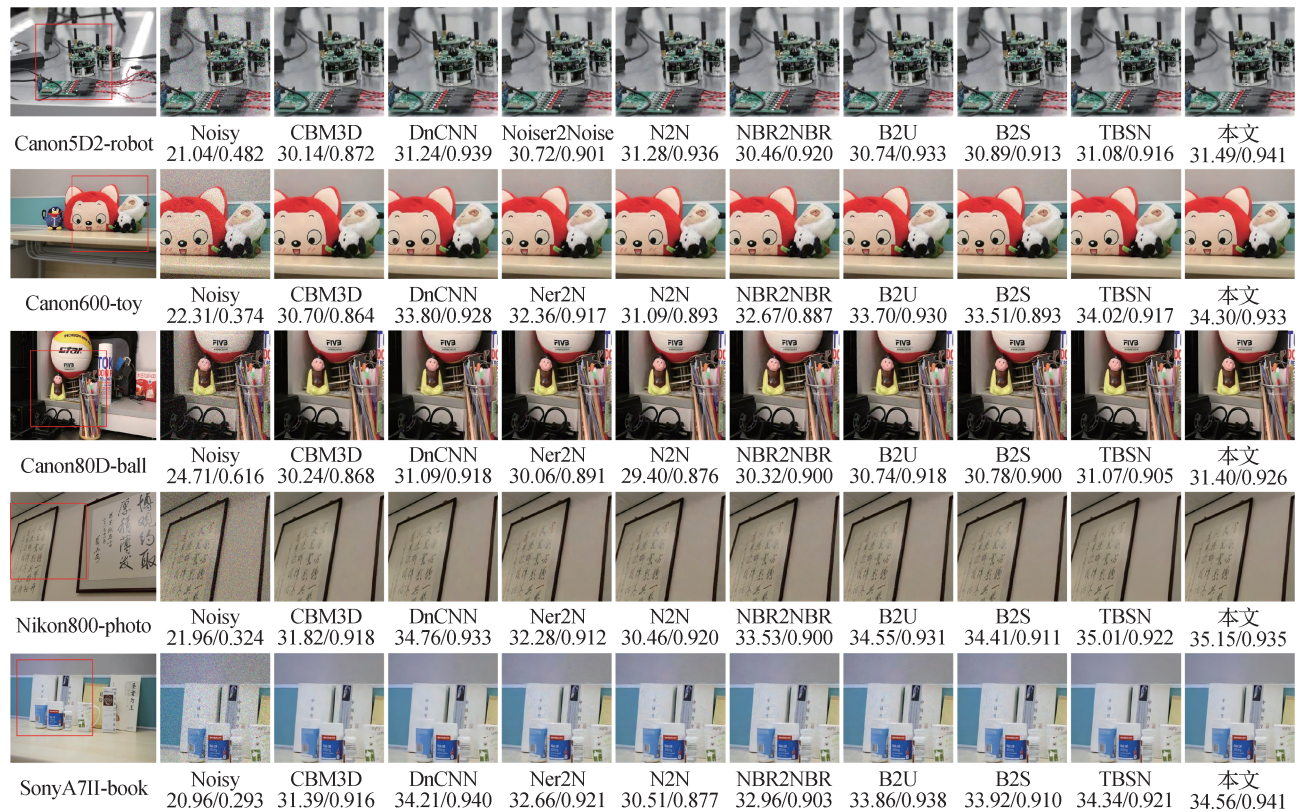 Canon5D2-robot
Noisy CBM3D DnCNN Noiser2Noise N2N NBR2NBR B2U B2S TBSN 本文
21.04/0.482 30.14/0.872 31.24/0.939 30.72/0.901 31.28/0.936 30.46/0.920 30.74/0.933 30.89/0.913 31.08/0.916 31.49/0.941
Canon600-toy
Noisy CBM3D DnCNN Ner2N N2N NBR2NBR B2U B2S TBSN 本文
22.31/0.374 30.70/0.864 33.80/0.928 32.36/0.917 31.09/0.893 32.67/0.887 33.70/0.930 33.51/0.893 34.02/0.917 34.30/0.933
Canon80D-ball
Noisy CBM3D DnCNN Ner2N N2N NBR2NBR B2U B2S TBSN 本文
24.71/0.616 30.24/0.868 31.09/0.918 30.06/0.891 29.40/0.876 30.32/0.900 30.74/0.918 30.78/0.900 31.07/0.905 31.40/0.926
Nikon800-photo
Noisy CBM3D DnCNN Ner2N N2N NBR2NBR B2U B2S TBSN 本文
21.96/0.324 31.82/0.918 34.76/0.933 32.28/0.912 30.46/0.920 33.53/0.900 34.55/0.931 34.41/0.911 35.01/0.922 35.15/0.935
SonyA7II-book
Noisy CBM3D DnCNN Ner2N N2N NBR2NBR B2U B2S TBSN 本文
20.96/0.293 31.39/0.916 34.21/0.940 32.66/0.921 30.51/0.877 32.96/0.903 33.86/0.938 33.92/0.910 34.34/0.921 34.56/0.941